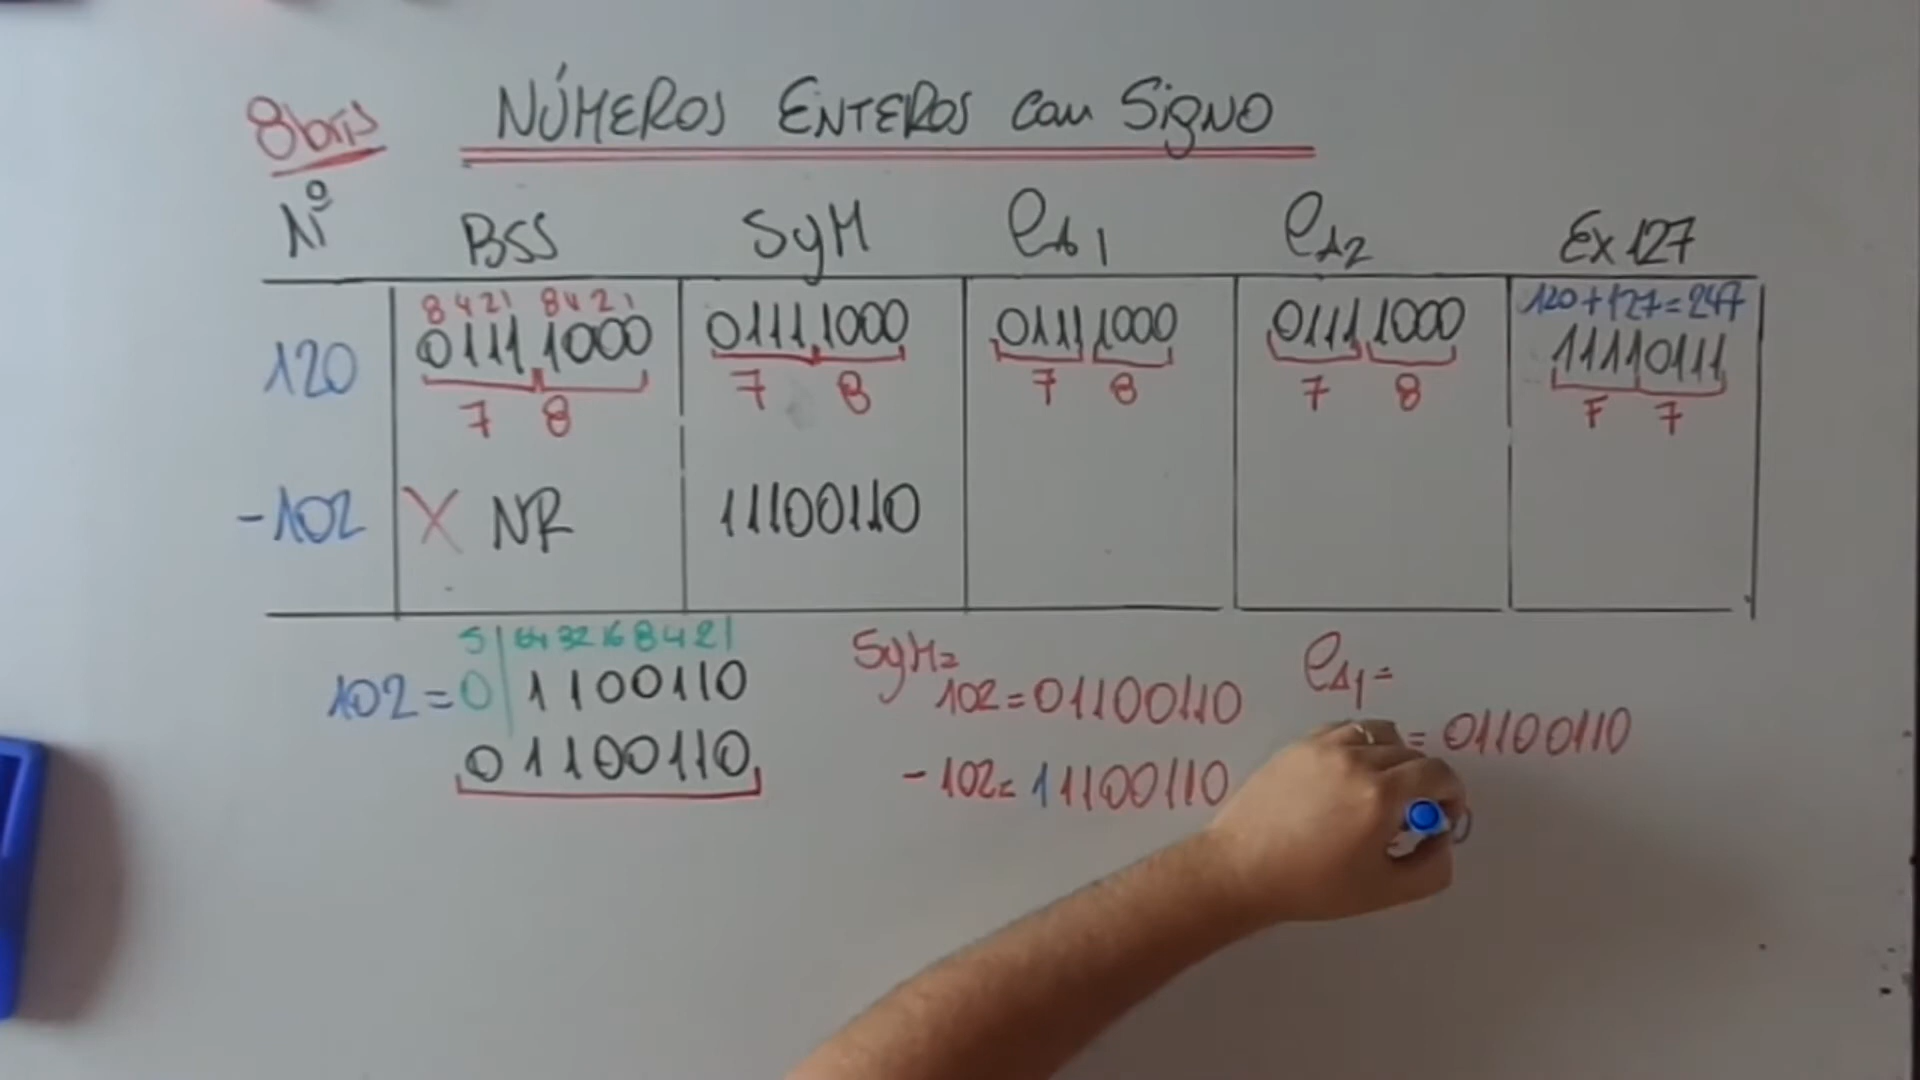 8bits NÚMEROS ENTEROS con Signo
Nº BSS SyM Ca1 Ca2 Ex 127
8421 8421 120+127=247
120 01111000 01111000 01111000 01111000 11110111
7 8 7 8 7 8 7 8 F 7
-102 X NR 11100110
S 64 32 16 8 4 2 1 SyM= Ca1=
102=0 1100110 102=01100110 =01100110
01100110 -102=11100110